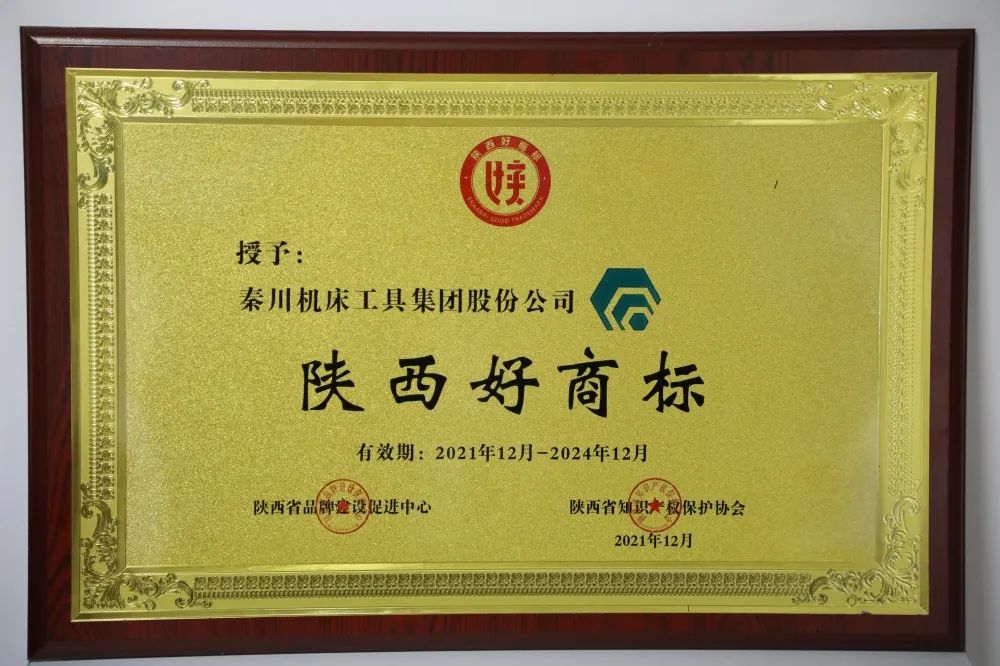 陕西好商标
SHAANXI GOOD TRADEMARK
授予:
秦川机床工具集团股份公司
陕西好商标
有效期: 2021年12月-2024年12月
陕西省品牌建设促进中心
陕西省知识产权保护协会
2021年12月